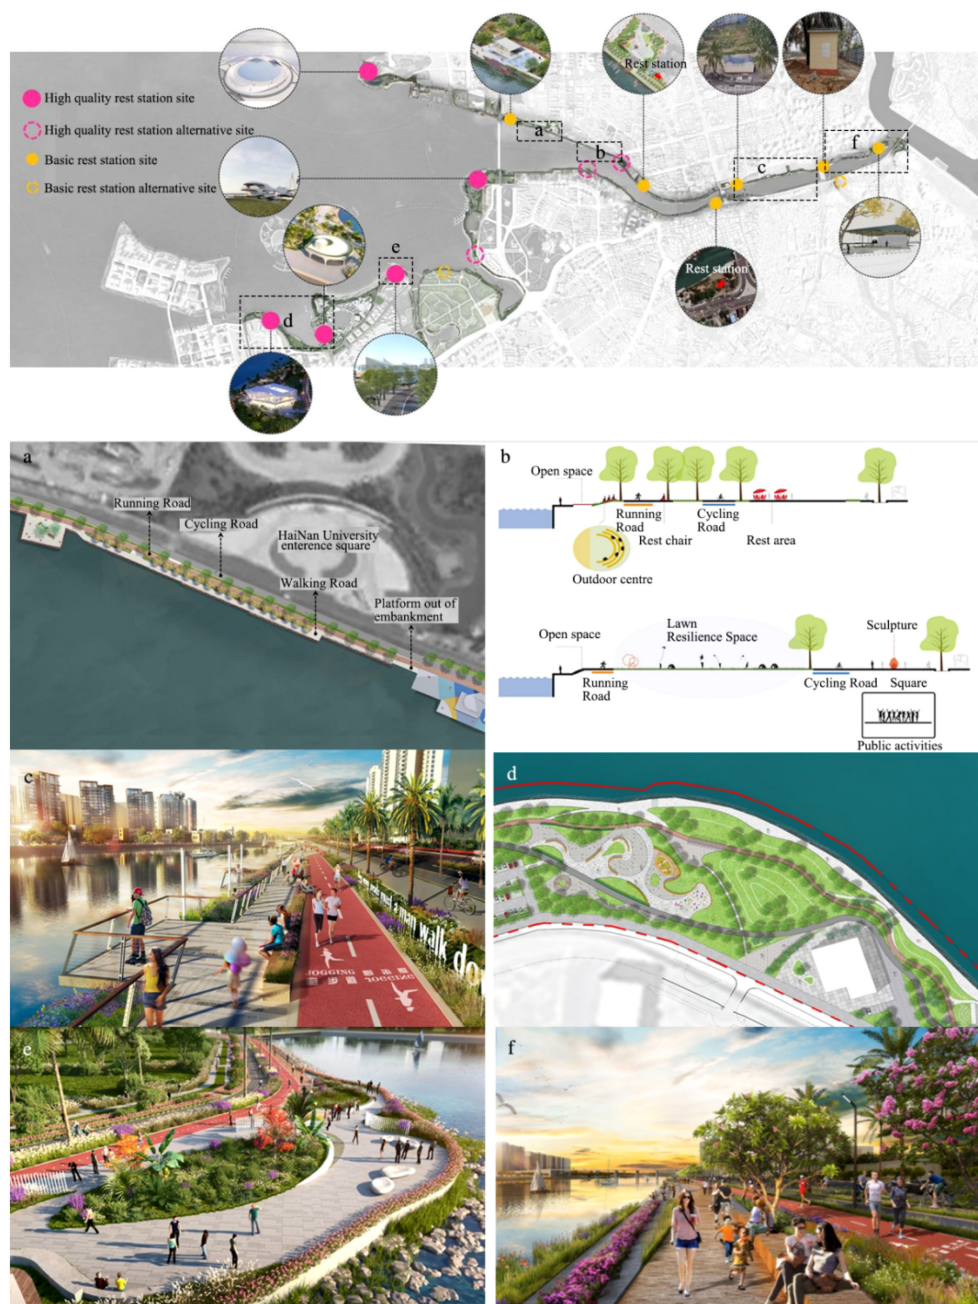 High quality rest station site
High quality rest station alternative site
Basic rest station site
Basic rest station alternative site
Rest station
a
b
c
f
e
d
Rest station
a
Running Road
Cycling Road
HaiNan University
enterence square
Walking Road
Platform out of
embankment
b
Open space
Running
Road
Cycling
Road
Rest chair
Rest area
Outdoor centre
Lawn
Resilience Space
Open space
Sculpture
Running
Road
Cycling Road
Square
Public activities
c
walk do
JOGGING
JOGGING
d
e
f